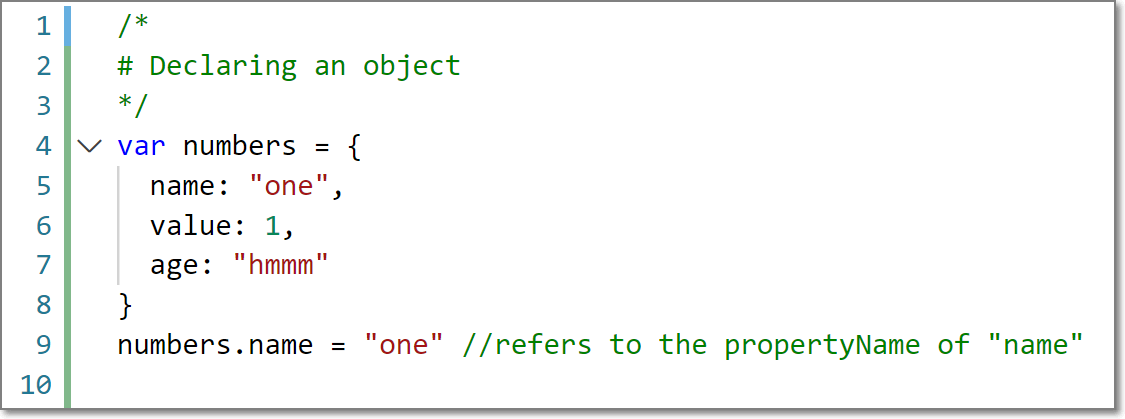 1 /*
2 # Declaring an object
3 */
4 var numbers = {
5 name: "one",
6 value: 1,
7 age: "hmmm"
8 }
9 numbers.name = "one" //refers to the propertyName of "name"
10